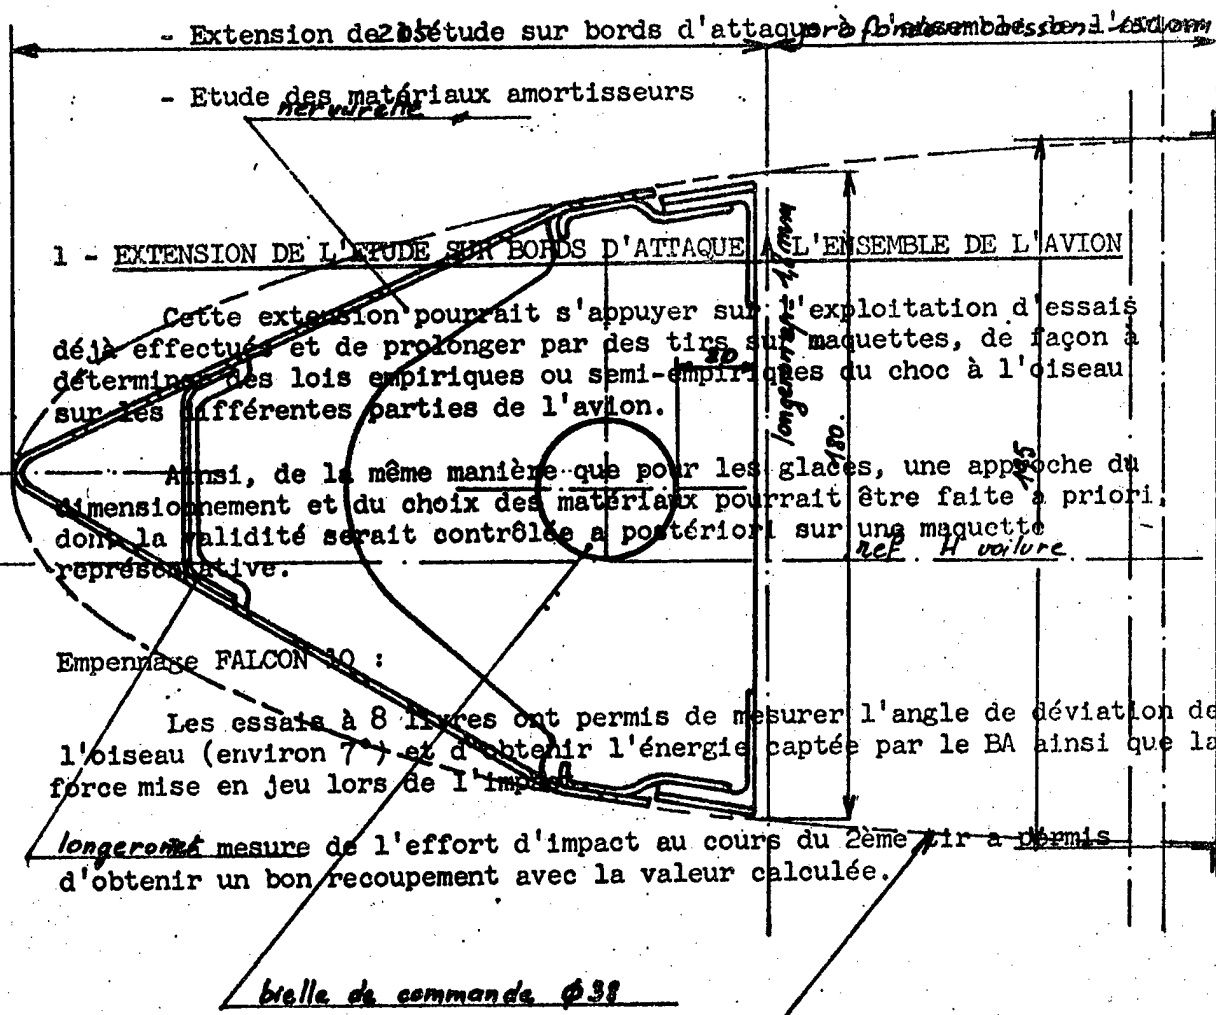 - Extension de l'étude sur bords d'attaque à l'ensemble de l'avion
- Etude des matériaux amortisseurs
nervurette
1 - EXTENSION DE L'ETUDE SUR BORDS D'ATTAQUE A L'ENSEMBLE DE L'AVION
Cette extension pourrait s'appuyer sur l'exploitation d'essais
déjà effectués et de prolonger par des tirs sur maquettes, de façon à
déterminer des lois empiriques ou semi-empiriques du choc à l'oiseau
sur les différentes parties de l'avion.
80
longeron
180
195
Ainsi, de la même manière que pour les glaces, une approche du
dimensionnement et du choix des matériaux pourrait être faite a priori,
dont la validité serait contrôlée a postériori sur une maquette
représentative.
ref H voilure
Empennage FALCON 10 :
Les essais à 8 livres ont permis de mesurer l'angle de déviation de
l'oiseau (environ 7°) et d'obtenir l'énergie captée par le BA ainsi que la
force mise en jeu lors de l'impact.
longeronet
mesure de l'effort d'impact au cours du 2ème tir a permis
d'obtenir un bon recoupement avec la valeur calculée.
bielle de commande φ38